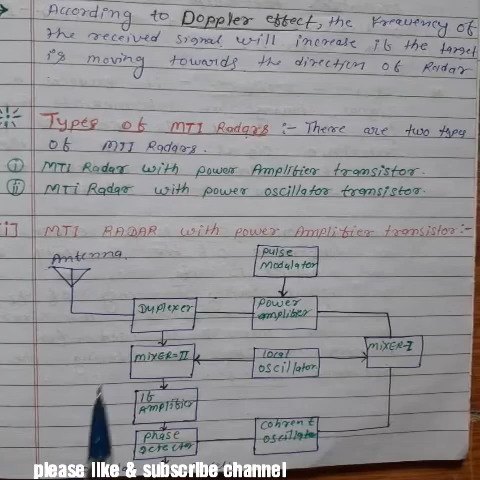 According to Doppler effect, the Frequency of
the received signal will increase if the target
is moving towards the direction of Radar
Types of MTI Radars :- There are two types
of MTI Radars.
(i) MTI Radar with power Amplifier transistor.
(ii) MTI Radar with power oscillator transistor.
i] MTI RADAR with power Amplifier transistor:-
Antenna.
pulse
Modulator
Duplexer
power
amplifier
MIXER-II
local
oscillator
MIXER-I
If
AMPlifier
phase
detector
Cohrent
oscillator
please like & subscribe channel